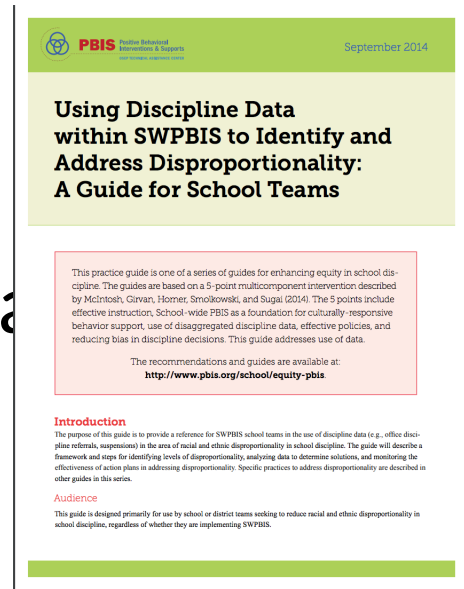 PBIS Positive Behavioral
Interventions & Supports
September 2014
Using Discipline Data
within SWPBIS to Identify and
Address Disproportionality:
A Guide for School Teams
This practice guide is one of a series of guides for enhancing equity in school dis-
cipline. The guides are based on a 5-point multicomponent intervention described
by McIntosh, Girvan, Horner, Smolkowski, and Sugai (2014). The 5 points include
effective instruction, School-wide PBIS as a foundation for culturally-responsive
behavior support, use of disaggregated discipline data, effective policies, and
reducing bias in discipline decisions. This guide addresses use of data.
The recommendations and guides are available at:
http://www.pbis.org/school/equity-pbis.
Introduction
The purpose of this guide is to provide a reference for SWPBIS school teams in the use of discipline data (e.g., office disci-
pline referrals, suspensions) in the area of racial and ethnic disproportionality in school discipline. The guide will describe a
framework and steps for identifying levels of disproportionality, analyzing data to determine solutions, and monitoring the
effectiveness of action plans in addressing disproportionality. Specific practices to address disproportionality are described in
other guides in this series.
Audience
This guide is designed primarily for use by school or district teams seeking to reduce racial and ethnic disproportionality in
school discipline, regardless of whether they are implementing SWPBIS.